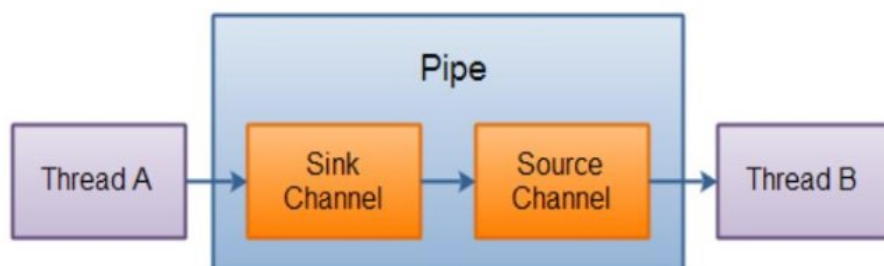 Pipe
Thread A
Sink
Channel
Source
Channel
Thread B